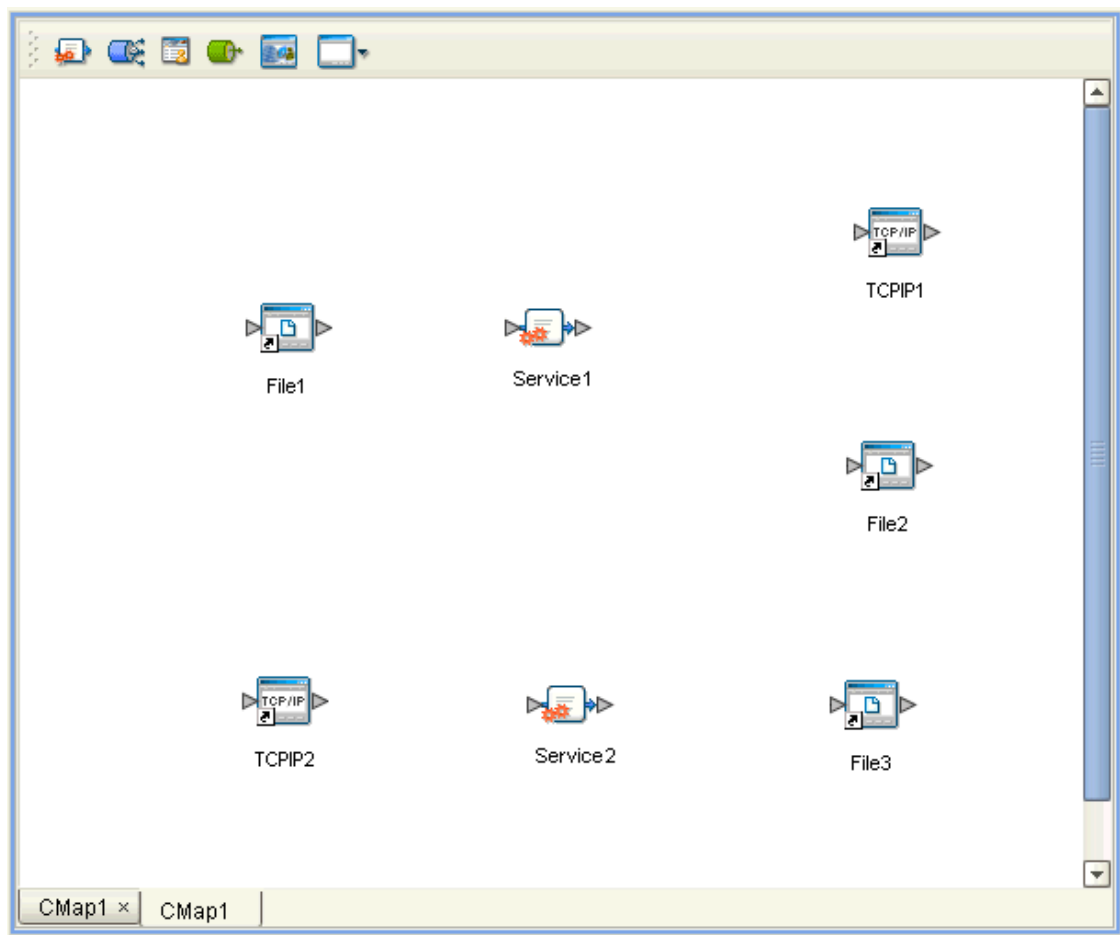 TCP/IP
TCPIP1
File1
Service1
File2
TCP/IP
TCPIP2
Service2
File3
CMap1 ×
CMap1